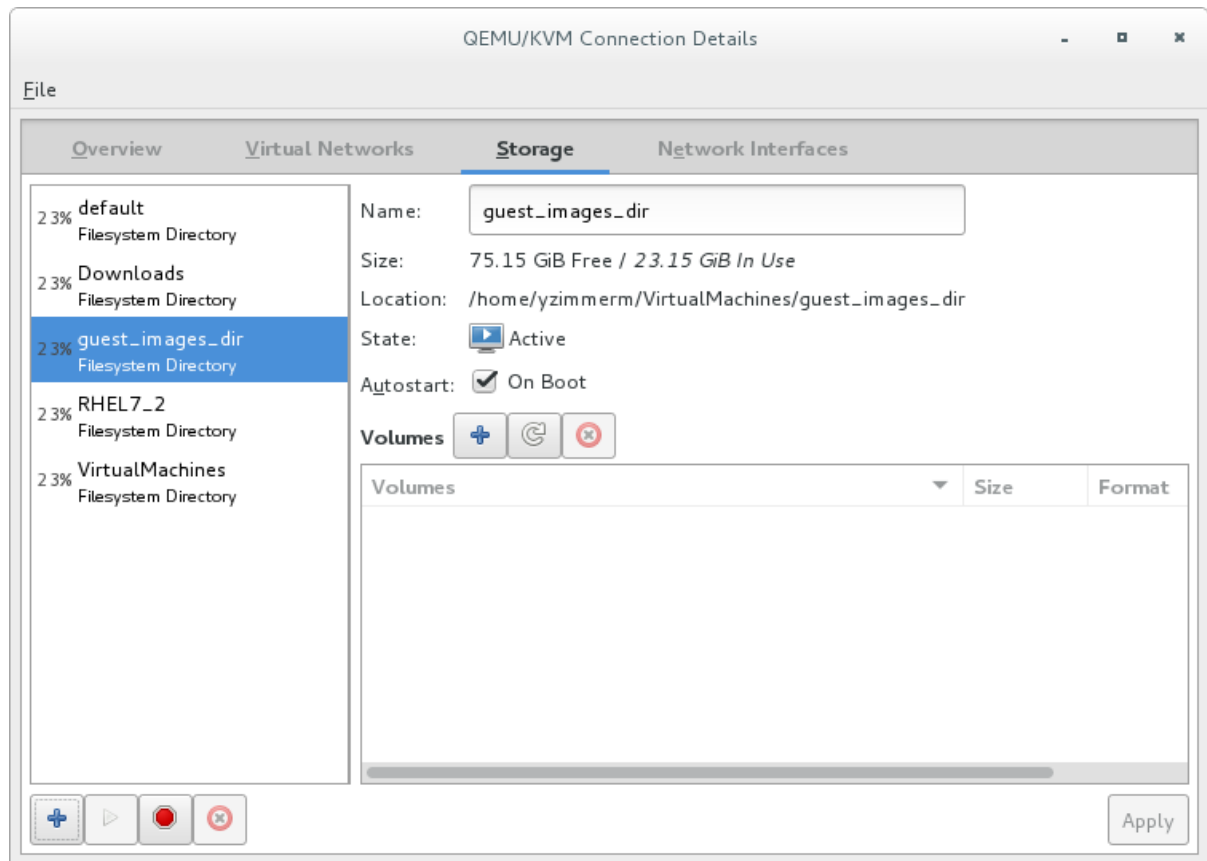 QEMU/KVM Connection Details
File
Overview Virtual Networks Storage Network Interfaces
23% default
Filesystem Directory
23% Downloads
Filesystem Directory
23% guest_images_dir
Filesystem Directory
23% RHEL7_2
Filesystem Directory
23% VirtualMachines
Filesystem Directory
Name: guest_images_dir
Size: 75.15 GiB Free / 23.15 GiB In Use
Location: /home/yzimmerm/VirtualMachines/guest_images_dir
State: Active
Autostart: On Boot
Volumes
Volumes Size Format
Apply